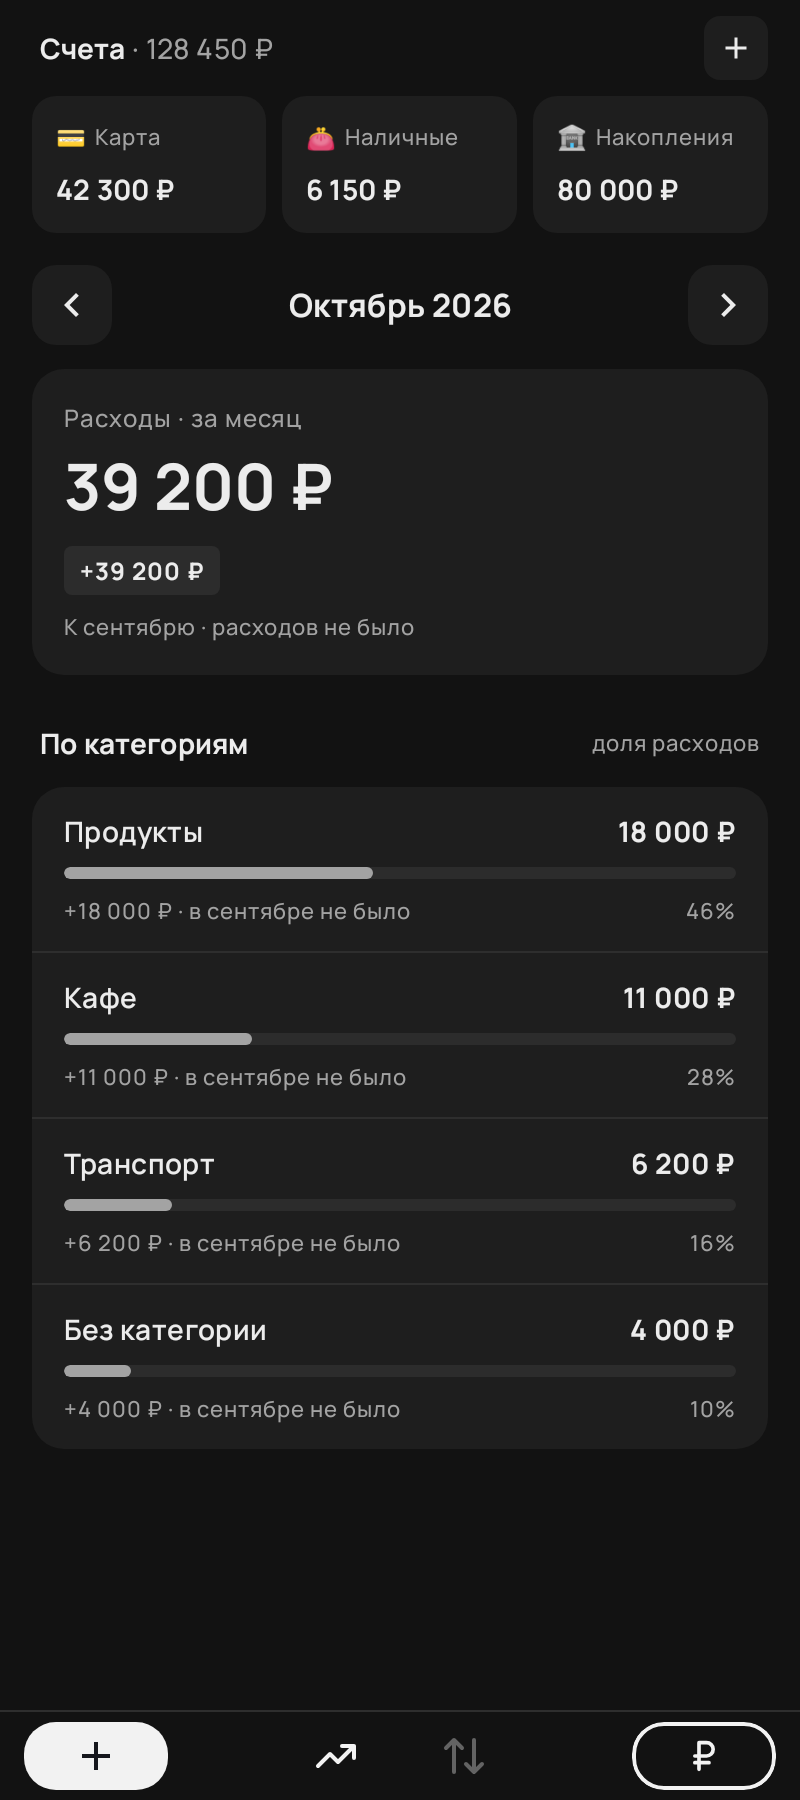 Счета · 128 450 ₽
Карта
Наличные
Накопления
42 300 ₽
6 150 ₽
80 000 ₽
Октябрь 2026
Расходы · за месяц
39 200 ₽
+39 200 ₽
К сентябрю · расходов не было
По категориям
доля расходов
Продукты
18 000 ₽
+18 000 ₽ · в сентябре не было
46%
Кафе
11 000 ₽
+11 000 ₽ · в сентябре не было
28%
Транспорт
6 200 ₽
+6 200 ₽ · в сентябре не было
16%
Без категории
4 000 ₽
+4 000 ₽ · в сентябре не было
10%
₽